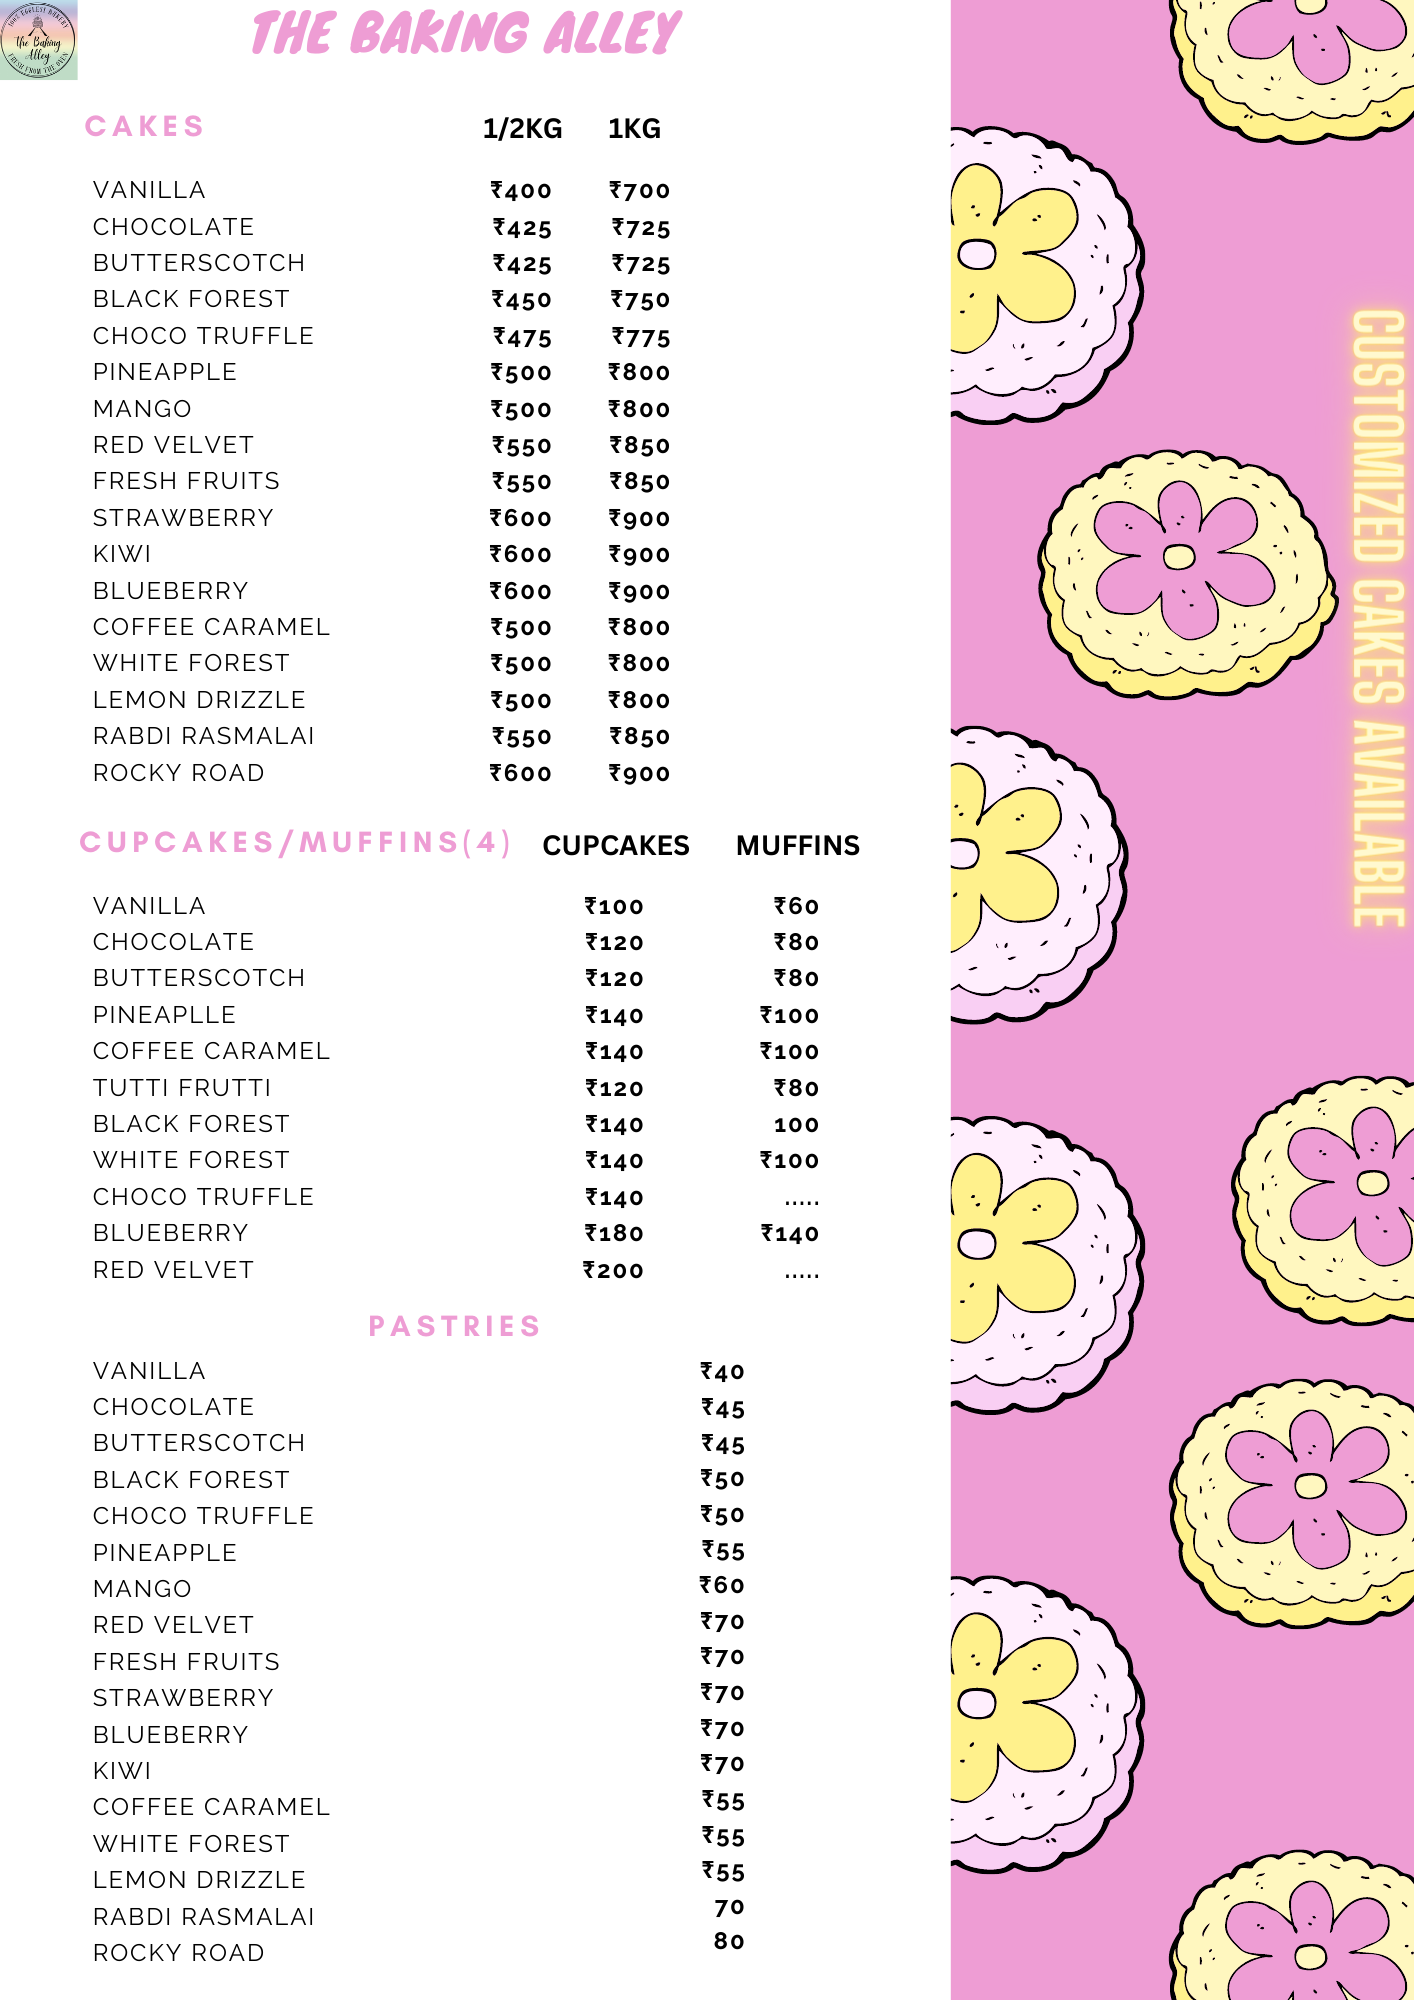 100% EGGLESS BAKERY
The Baking
Alley
FRESH FROM THE OVEN
THE BAKING ALLEY
CAKES 1/2KG 1KG
VANILLA ₹400 ₹700
CHOCOLATE ₹425 ₹725
BUTTERSCOTCH ₹425 ₹725
BLACK FOREST ₹450 ₹750
CHOCO TRUFFLE ₹475 ₹775
PINEAPPLE ₹500 ₹800
MANGO ₹500 ₹800
RED VELVET ₹550 ₹850
FRESH FRUITS ₹550 ₹850
STRAWBERRY ₹600 ₹900
KIWI ₹600 ₹900
BLUEBERRY ₹600 ₹900
COFFEE CARAMEL ₹500 ₹800
WHITE FOREST ₹500 ₹800
LEMON DRIZZLE ₹500 ₹800
RABDI RASMALAI ₹550 ₹850
ROCKY ROAD ₹600 ₹900
CUPCAKES/MUFFINS(4) CUPCAKES MUFFINS
VANILLA ₹100 ₹60
CHOCOLATE ₹120 ₹80
BUTTERSCOTCH ₹120 ₹80
PINEAPLLE ₹140 ₹100
COFFEE CARAMEL ₹140 ₹100
TUTTI FRUTTI ₹120 ₹80
BLACK FOREST ₹140 100
WHITE FOREST ₹140 ₹100
CHOCO TRUFFLE ₹140 .....
BLUEBERRY ₹180 ₹140
RED VELVET ₹200 .....
PASTRIES
VANILLA ₹40
CHOCOLATE ₹45
BUTTERSCOTCH ₹45
BLACK FOREST ₹50
CHOCO TRUFFLE ₹50
PINEAPPLE ₹55
MANGO ₹60
RED VELVET ₹70
FRESH FRUITS ₹70
STRAWBERRY ₹70
BLUEBERRY ₹70
KIWI ₹70
COFFEE CARAMEL ₹55
WHITE FOREST ₹55
LEMON DRIZZLE ₹55
RABDI RASMALAI 70
ROCKY ROAD 80
CUSTOMIZED CAKES AVAILABLE